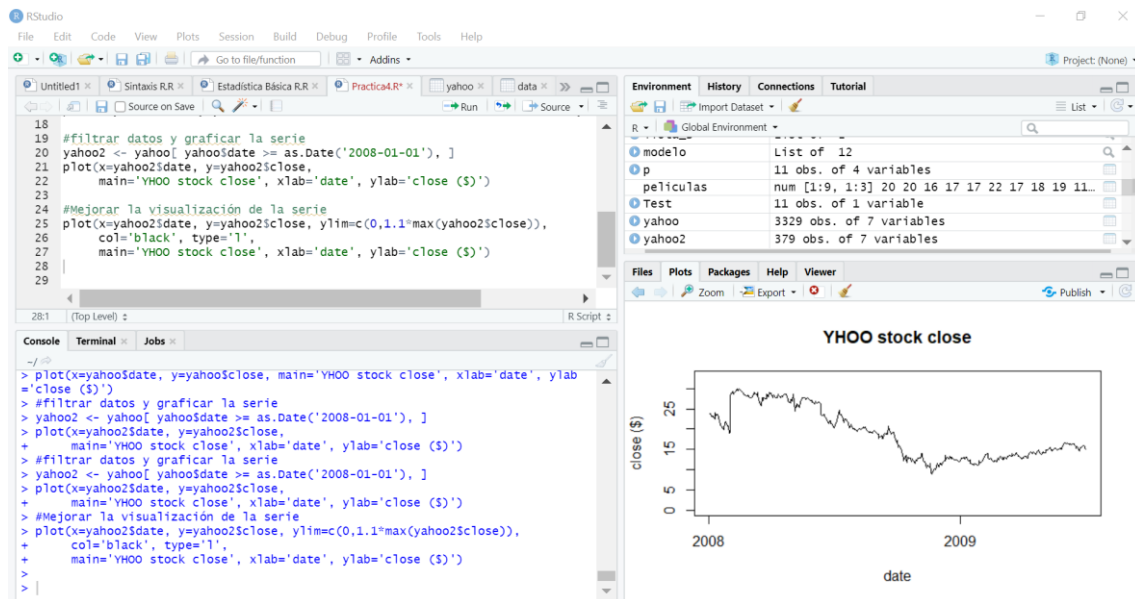 RStudio
File Edit Code View Plots Session Build Debug Profile Tools Help
Go to file/function Addins Project: (None)
Untitled1 Sintaxis R.R Estadística Básica R.R Practica4.R* yahoo data
Source on Save Run Source
18
19 #filtrar datos y graficar la serie
20 yahoo2 <- yahoo[ yahoo$date >= as.Date('2008-01-01'), ]
21 plot(x=yahoo2$date, y=yahoo2$close,
22 main='YHOO stock close', xlab='date', ylab='close ($)')
23
24 #Mejorar la visualización de la serie
25 plot(x=yahoo2$date, y=yahoo2$close, ylim=c(0,1.1*max(yahoo2$close)),
26 col='black', type='l',
27 main='YHOO stock close', xlab='date', ylab='close ($)')
28
29
28:1 (Top Level) R Script
Console Terminal Jobs
~/
> plot(x=yahoo$date, y=yahoo$close, main='YHOO stock close', xlab='date', ylab
='close ($)')
> #filtrar datos y graficar la serie
> yahoo2 <- yahoo[ yahoo$date >= as.Date('2008-01-01'), ]
> plot(x=yahoo2$date, y=yahoo2$close,
+ main='YHOO stock close', xlab='date', ylab='close ($)')
> #filtrar datos y graficar la serie
> yahoo2 <- yahoo[ yahoo$date >= as.Date('2008-01-01'), ]
> plot(x=yahoo2$date, y=yahoo2$close,
+ main='YHOO stock close', xlab='date', ylab='close ($)')
> #Mejorar la visualización de la serie
> plot(x=yahoo2$date, y=yahoo2$close, ylim=c(0,1.1*max(yahoo2$close)),
+ col='black', type='l',
+ main='YHOO stock close', xlab='date', ylab='close ($)')
>
>
Environment History Connections Tutorial
Import Dataset List
R Global Environment
modelo List of 12
p 11 obs. of 4 variables
peliculas num [1:9, 1:3] 20 20 16 17 17 22 17 18 19 11...
Test 11 obs. of 1 variable
yahoo 3329 obs. of 7 variables
yahoo2 379 obs. of 7 variables
Files Plots Packages Help Viewer
Zoom Export Publish
YHOO stock close
close ($)
25
15
5
0
2008 2009
date